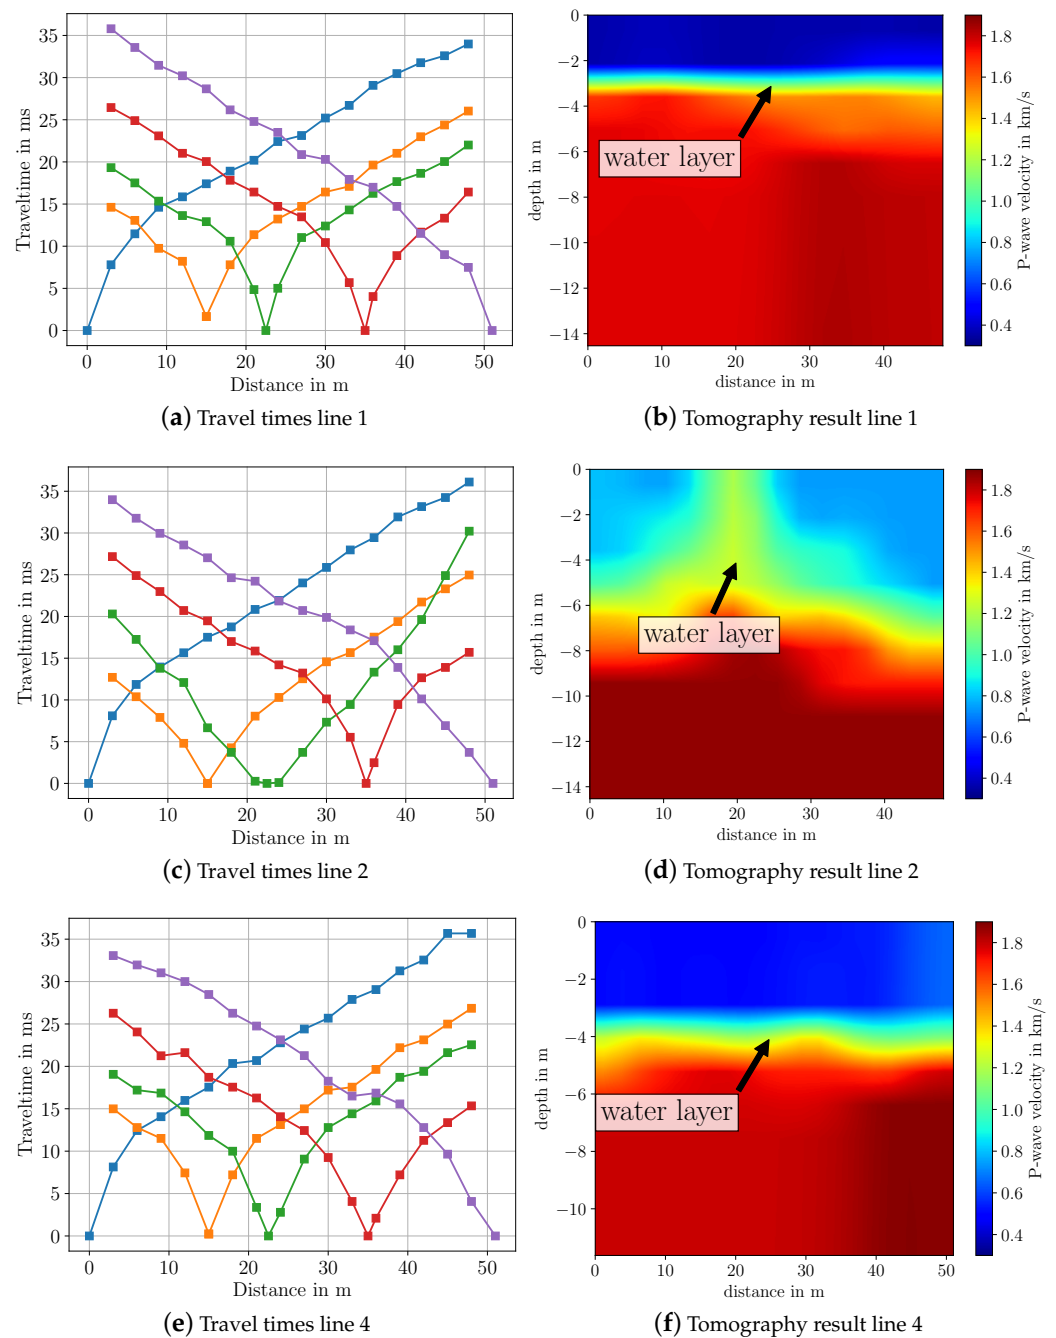 35
30
25
20
15
10
5
0
Traveltime in ms
0 10 20 30 40 50
Distance in m
(a) Travel times line 1
0
−2
−4
−6
−8
−10
−12
−14
depth in m
water layer
0 10 20 30 40
distance in m
1.8
1.6
1.4
1.2
1.0
0.8
0.6
0.4
P-wave velocity in km/s
(b) Tomography result line 1
35
30
25
20
15
10
5
0
Traveltime in ms
0 10 20 30 40 50
Distance in m
(c) Travel times line 2
0
−2
−4
−6
−8
−10
−12
−14
depth in m
water layer
0 10 20 30 40
distance in m
1.8
1.6
1.4
1.2
1.0
0.8
0.6
0.4
P-wave velocity in km/s
(d) Tomography result line 2
35
30
25
20
15
10
5
0
Traveltime in ms
0 10 20 30 40 50
Distance in m
(e) Travel times line 4
0
−2
−4
−6
−8
−10
depth in m
water layer
0 10 20 30 40 50
distance in m
1.8
1.6
1.4
1.2
1.0
0.8
0.6
0.4
P-wave velocity in km/s
(f) Tomography result line 4